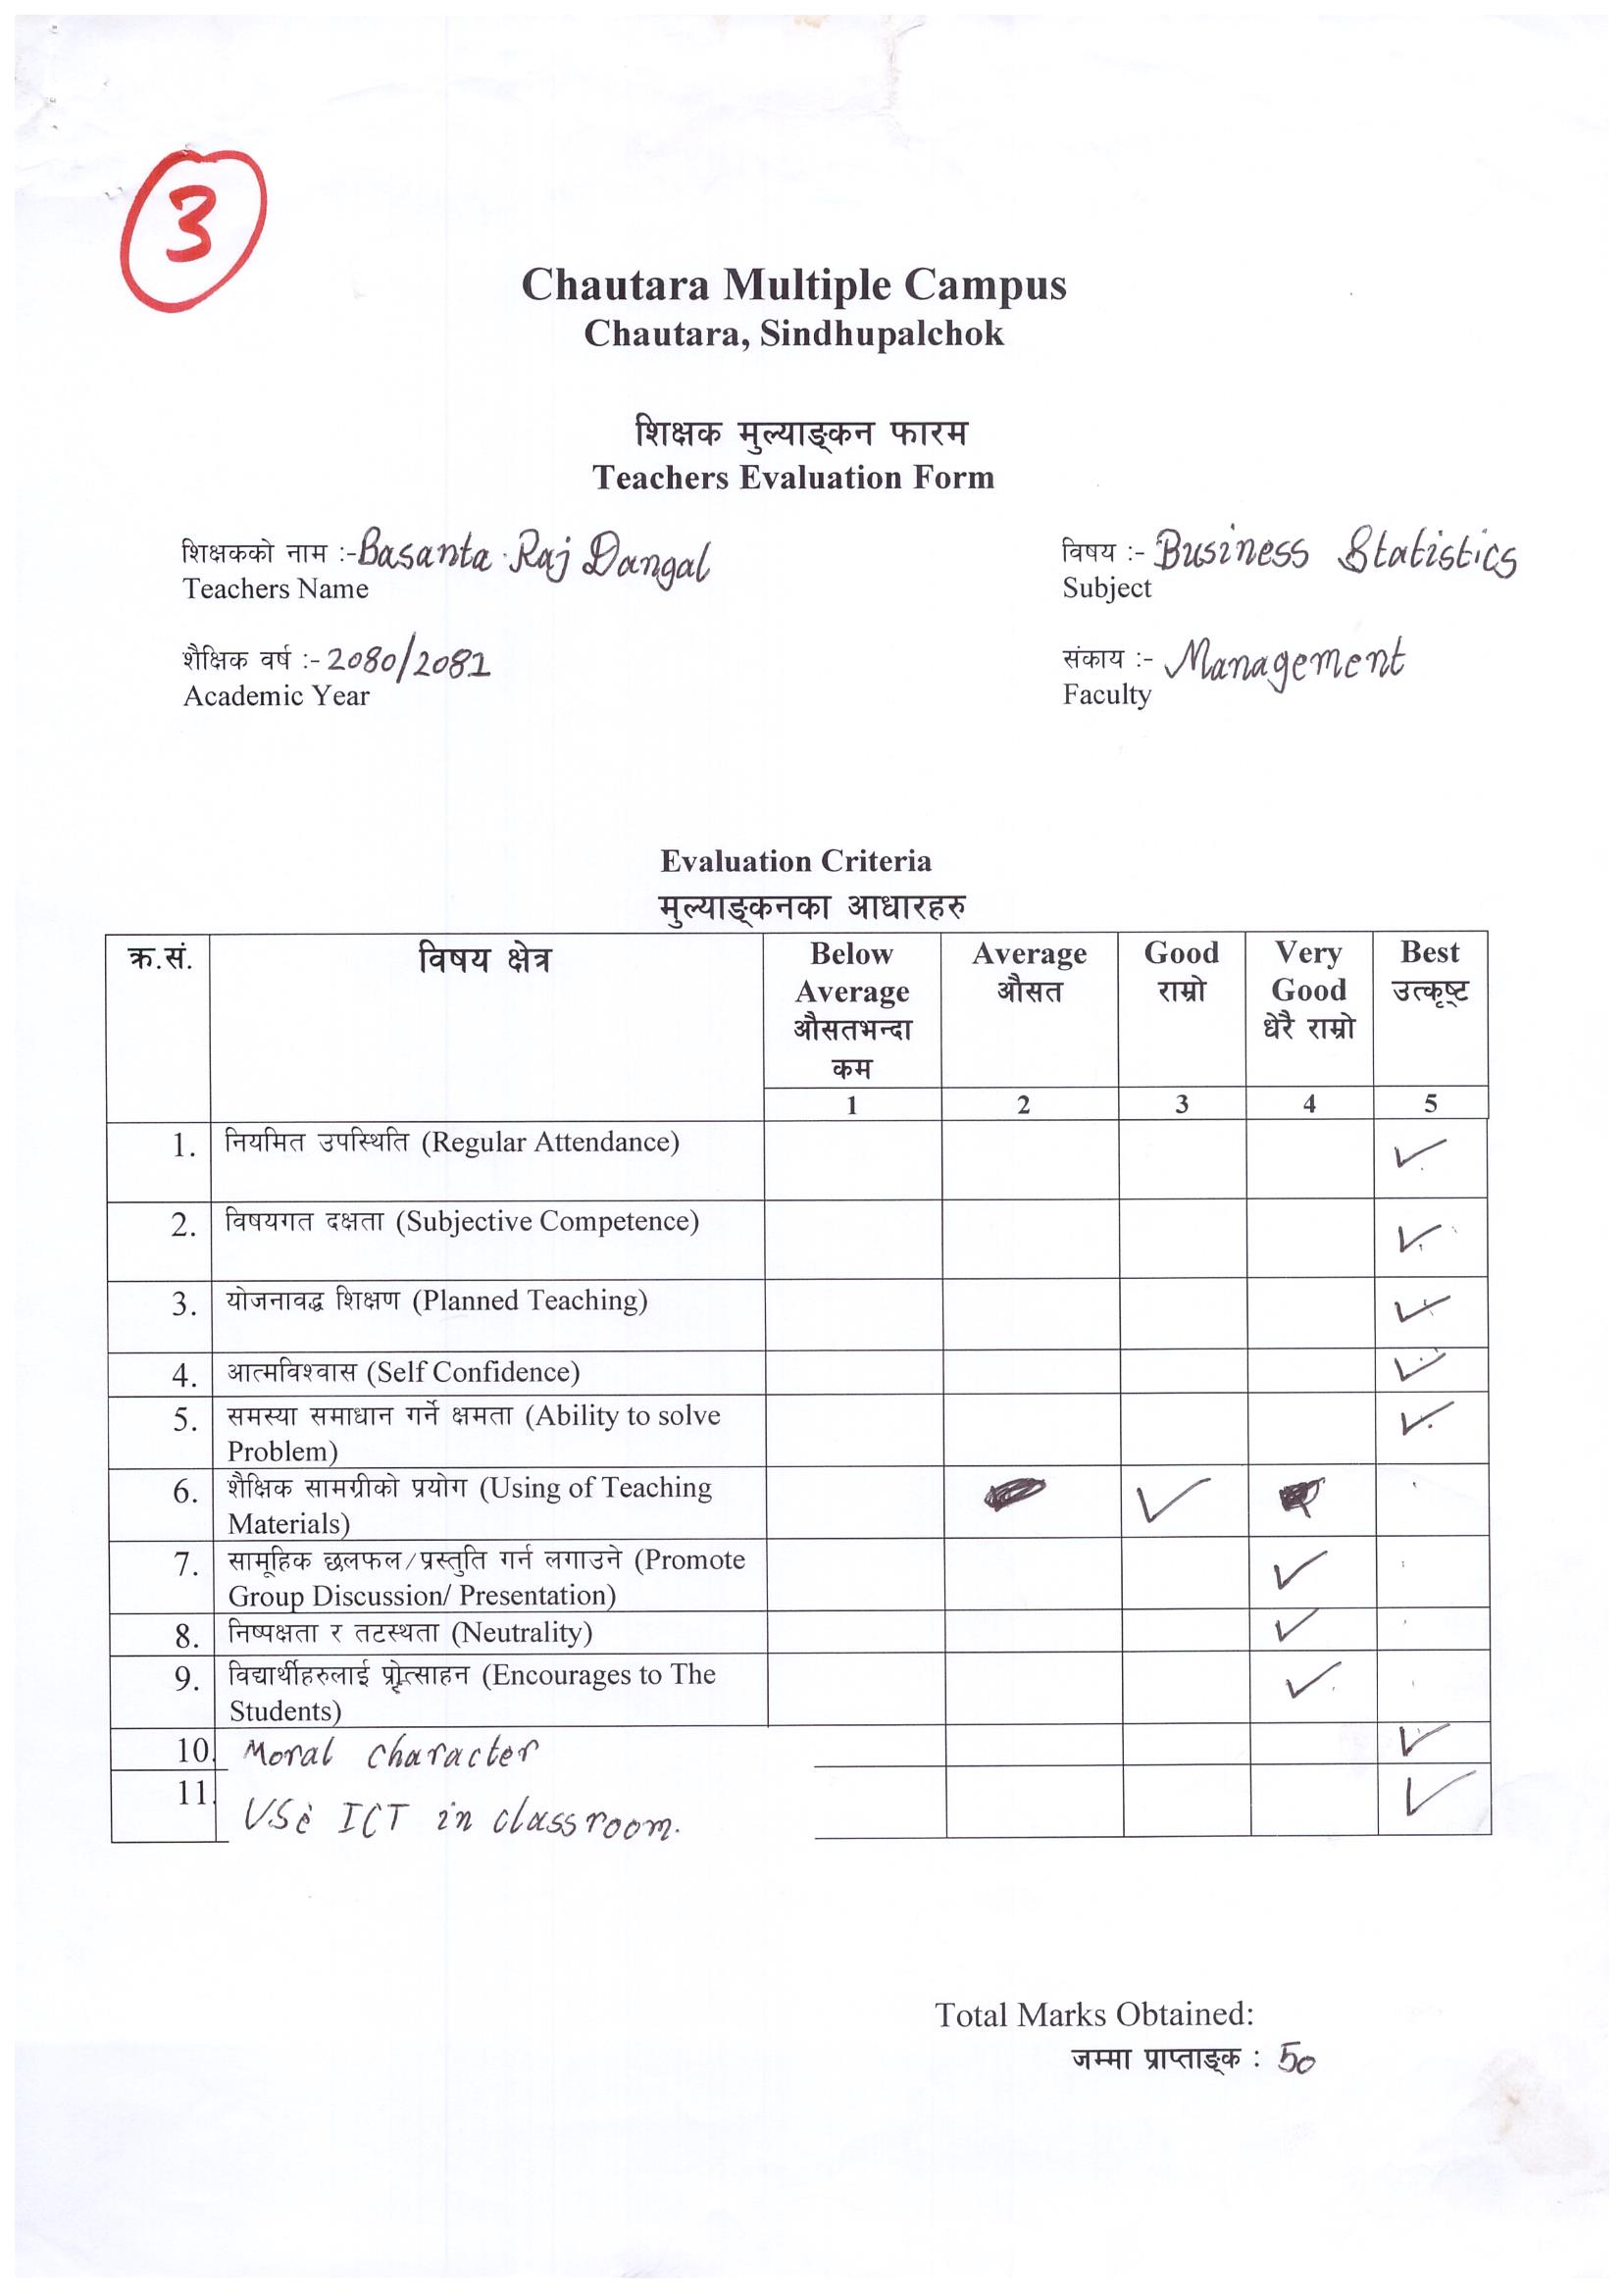 3
Chautara Multiple Campus
Chautara, Sindhupalchok
शिक्षक मुल्याङ्कन फारम
Teachers Evaluation Form
शिक्षकको नाम :- Basanta Raj Dangal
Teachers Name
विषय :- Business Statistics
Subject
शैक्षिक वर्ष :- 2080/2081
Academic Year
संकाय :- Management
Faculty
Evaluation Criteria
मुल्याङ्कनका आधारहरु
क्र.सं. विषय क्षेत्र Below Average औसतभन्दा कम Average औसत Good राम्रो Very Good धेरै राम्रो Best उत्कृष्ट
1 2 3 4 5
1. नियमित उपस्थिति (Regular Attendance) ✓
2. विषयगत दक्षता (Subjective Competence) ✓
3. योजनावद्ध शिक्षण (Planned Teaching) ✓
4. आत्मविश्वास (Self Confidence) ✓
5. समस्या समाधान गर्ने क्षमता (Ability to solve
Problem) ✓
6. शैक्षिक सामग्रीको प्रयोग (Using of Teaching
Materials) ✓
7. सामूहिक छलफल/प्रस्तुति गर्न लगाउने (Promote
Group Discussion/ Presentation) ✓
8. निष्पक्षता र तटस्थता (Neutrality) ✓
9. विद्यार्थीहरुलाई प्रोत्साहन (Encourages to The
Students) ✓
10. Moral character ✓
11. Use ICT in classroom. ✓
Total Marks Obtained:
जम्मा प्राप्ताङ्क : 50